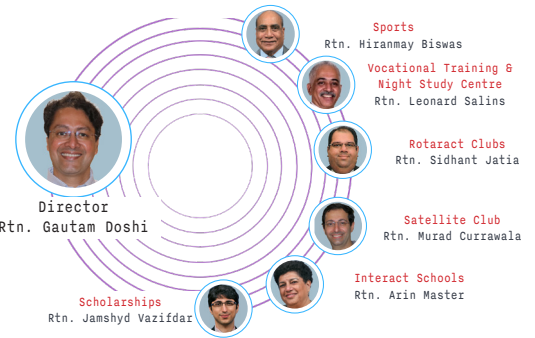 Sports
Rtn. Hiranmay Biswas
Vocational Training &
Night Study Centre
Rtn. Leonard Salins
Rotaract Clubs
Rtn. Sidhant Jatia
Director
Rtn. Gautam Doshi
Satellite Club
Rtn. Murad Currawala
Interact Schools
Rtn. Arin Master
Scholarships
Rtn. Jamshyd Vazifdar